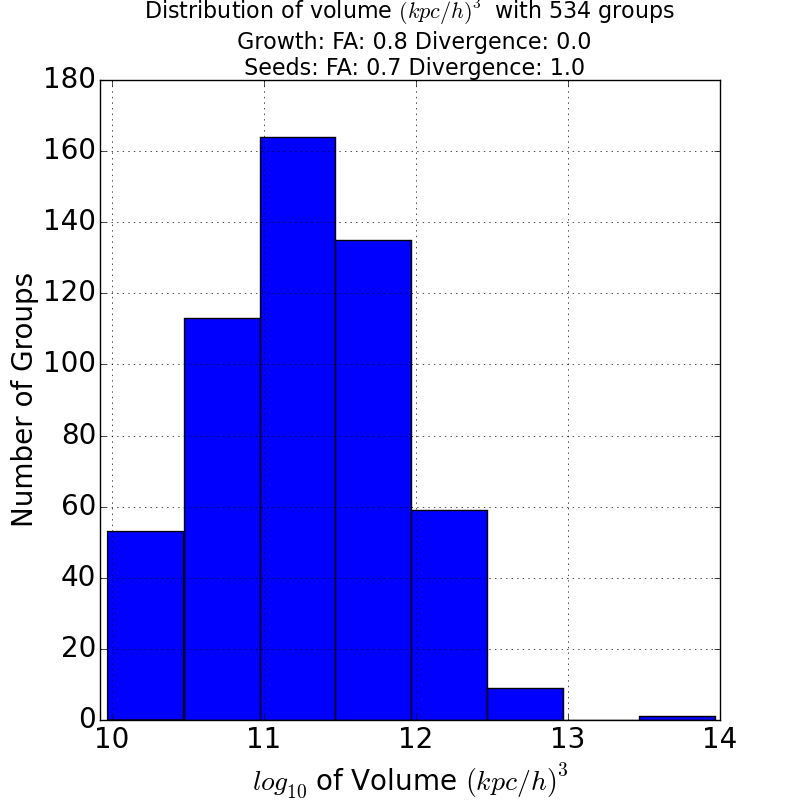 Distribution of volume (kpc/h)³ with 534 groups
Growth: FA: 0.8 Divergence: 0.0
Seeds: FA: 0.7 Divergence: 1.0
180
160
140
120
100
80
60
40
20
0
Number of Groups
10 11 12 13 14
log₁₀ of Volume (kpc/h)³